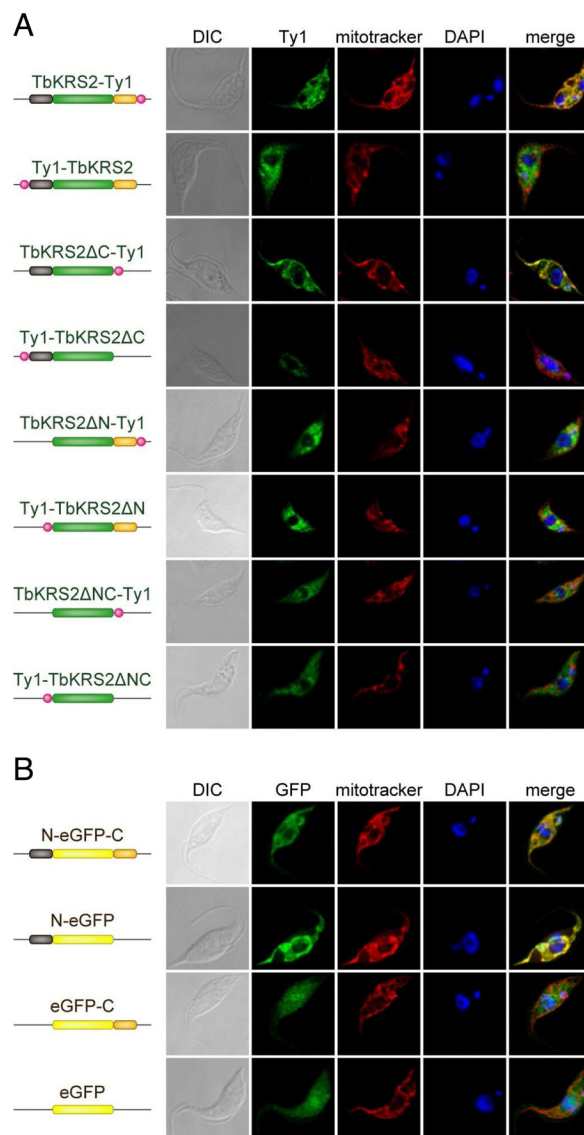 A
DIC Ty1 mitotracker DAPI merge
TbKRS2-Ty1
Ty1-TbKRS2
TbKRS2ΔC-Ty1
Ty1-TbKRS2ΔC
TbKRS2ΔN-Ty1
Ty1-TbKRS2ΔN
TbKRS2ΔNC-Ty1
Ty1-TbKRS2ΔNC
B
DIC GFP mitotracker DAPI merge
N-eGFP-C
N-eGFP
eGFP-C
eGFP